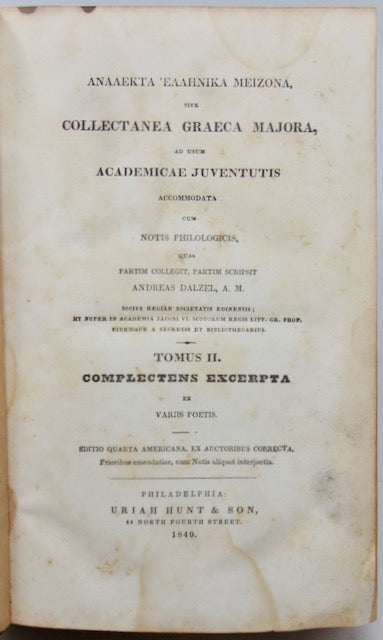 ΑΝΑΛΕΚΤΑ ἙΛΛΗΝΙΚΑ ΜΕΙΖΟΝΑ,
SIVE
COLLECTANEA GRAECA MAJORA,
AD USUM
ACADEMICAE JUVENTUTIS
ACCOMMODATA
CUM
NOTIS PHILOLOGICIS,
QUAS
PARTIM COLLEGIT, PARTIM SCRIPSIT
ANDREAS DALZEL, A. M.
SOCIUS REGIAE SOCIETATIS EDINENSIS;
ET NUPER IN ACADEMIA JACOBI VI. SCOTORUM REGIS LITT. GR. PROF.
EIDEMQUE A SECRETIS ET BIBLIOTHECARIUS.
TOMUS II.
COMPLECTENS EXCERPTA
EX
VARIIS POETIS.
EDITIO QUARTA AMERICANA, EX AUCTORIBUS CORRECTA,
Prioribus emendatior, cum Notis aliquot interjectis.
PHILADELPHIA:
URIAH HUNT & SON,
44 NORTH FOURTH STREET.
1849.